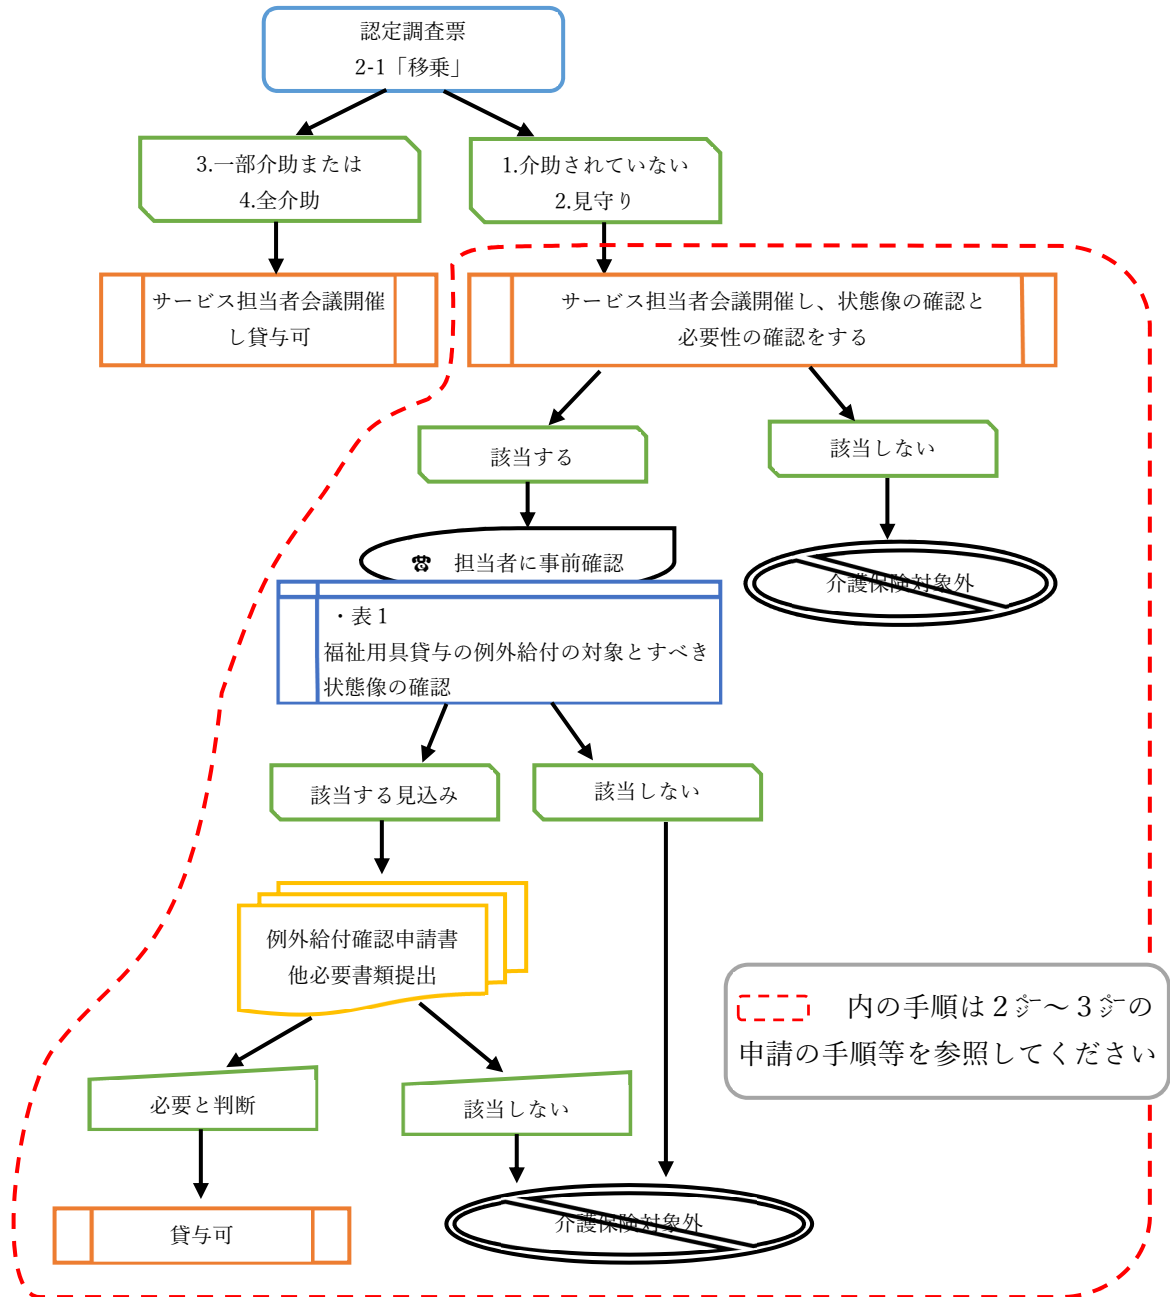 認定調査票
2-1「移乗」
3.一部介助または
4.全介助
1.介助されていない
2.見守り
サービス担当者会議開催
し貸与可
サービス担当者会議開催し、状態像の確認と
必要性の確認をする
該当する
該当しない
☎ 担当者に事前確認
介護保険対象外
・表１
福祉用具貸与の例外給付の対象とすべき
状態像の確認
該当する見込み
該当しない
例外給付確認申請書
他必要書類提出
内の手順は２㌻～３㌻の
申請の手順等を参照してください
必要と判断
該当しない
貸与可
介護保険対象外